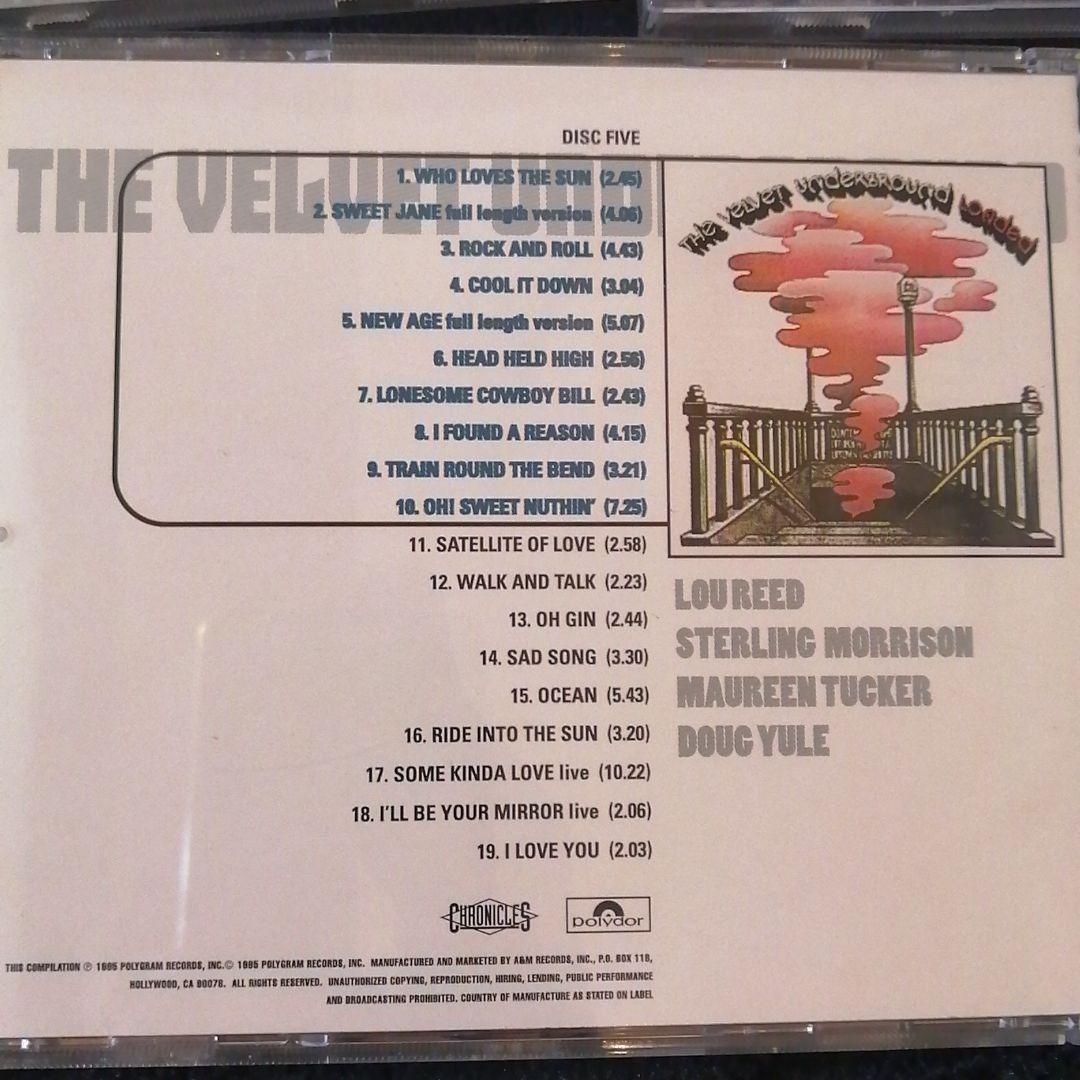 DISC FIVE
THE VELVET UND
1. WHO LOVES THE SUN (2.45)
2. SWEET JANE full length version (4.06)
3. ROCK AND ROLL (4.43)
4. COOL IT DOWN (3.04)
5. NEW AGE full length version (5.07)
6. HEAD HELD HIGH (2.56)
7. LONESOME COWBOY BILL (2.43)
8. I FOUND A REASON (4.15)
9. TRAIN ROUND THE BEND (3.21)
10. OH! SWEET NUTHIN' (7.25)
11. SATELLITE OF LOVE (2.58)
12. WALK AND TALK (2.23)
13. OH GIN (2.44)
14. SAD SONG (3.30)
15. OCEAN (5.43)
16. RIDE INTO THE SUN (3.20)
17. SOME KINDA LOVE live (10.22)
18. I'LL BE YOUR MIRROR live (2.06)
19. I LOVE YOU (2.03)
THE VELVET UNDERGROUND LOADED
LOU REED
STERLING MORRISON
MAUREEN TUCKER
DOUG YULE
CHRONICLES
polydor
THIS COMPILATION ℗ 1995 POLYGRAM RECORDS, INC.© 1995 POLYGRAM RECORDS, INC. MANUFACTURED AND MARKETED BY A&M RECORDS, INC., P.O. BOX 118,
HOLLYWOOD, CA 90078. ALL RIGHTS RESERVED. UNAUTHORIZED COPYING, REPRODUCTION, HIRING, LENDING, PUBLIC PERFORMANCE
AND BROADCASTING PROHIBITED. COUNTRY OF MANUFACTURE AS STATED ON LABEL